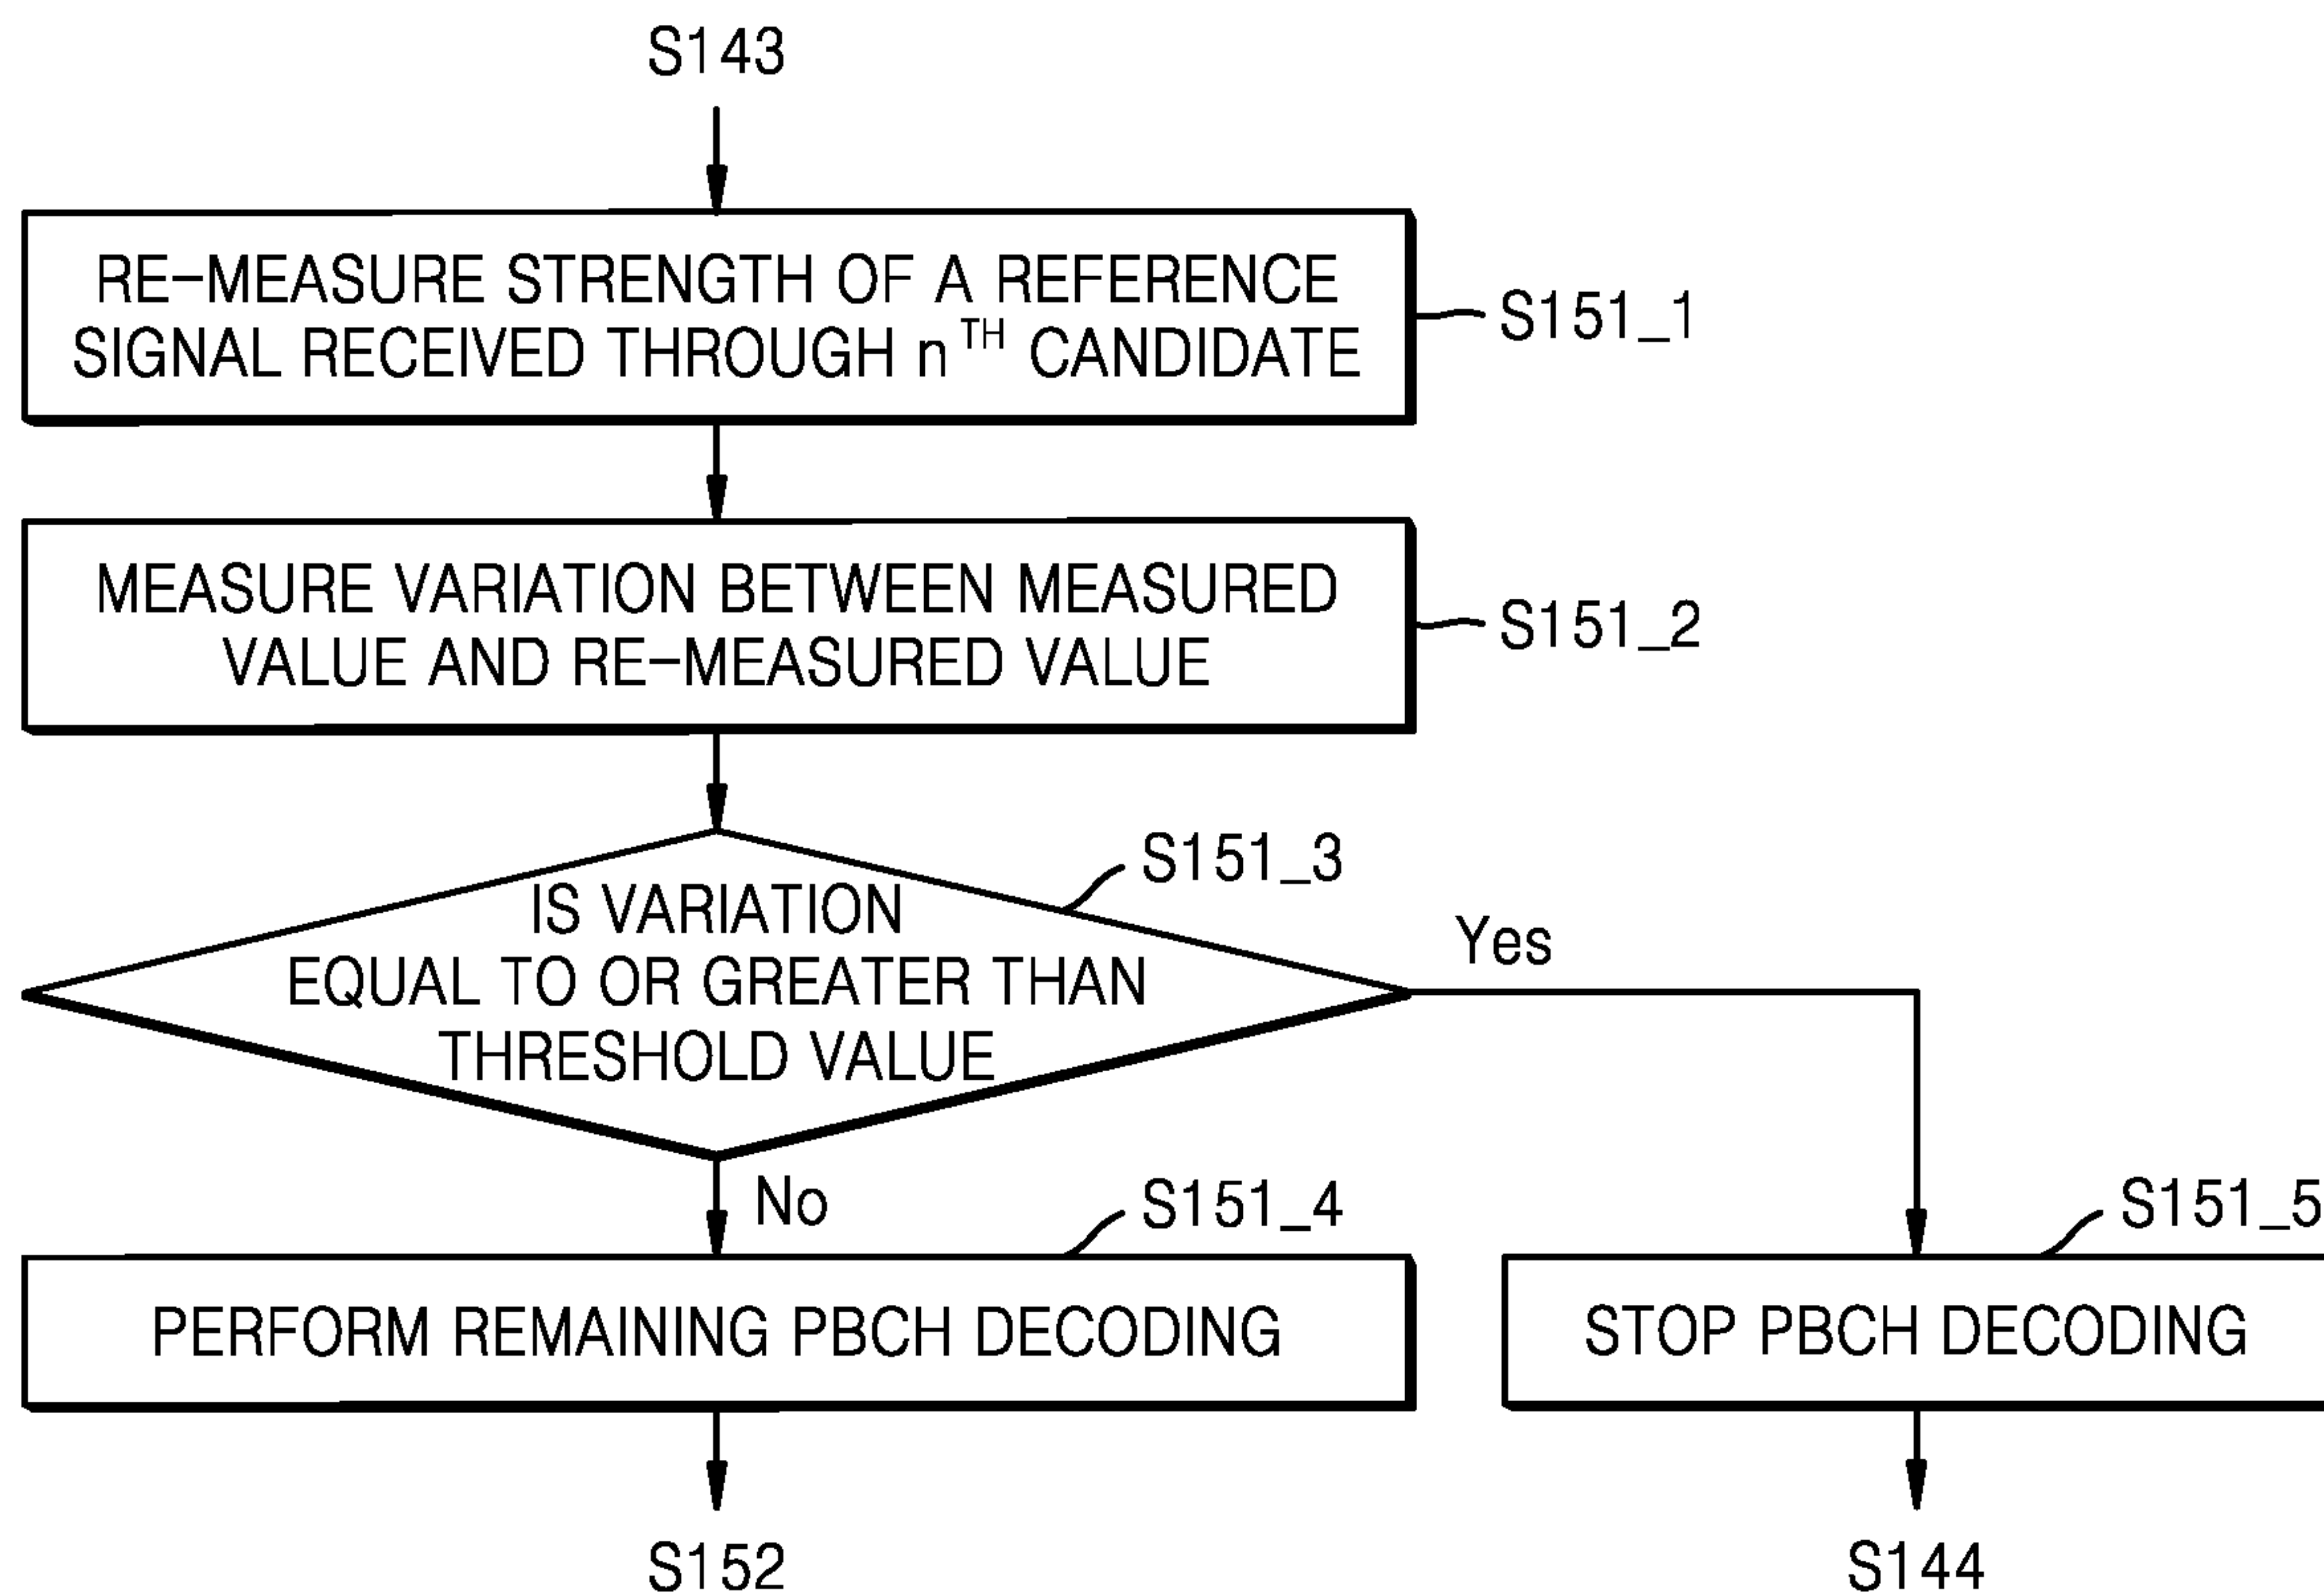 S143
RE-MEASURE STRENGTH OF A REFERENCE
SIGNAL RECEIVED THROUGH n TH CANDIDATE
S151_1
MEASURE VARIATION BETWEEN MEASURED
VALUE AND RE-MEASURED VALUE
S151_2
IS VARIATION
EQUAL TO OR GREATER THAN
THRESHOLD VALUE
S151_3
Yes
No
S151_4
PERFORM REMAINING PBCH DECODING
S151_5
STOP PBCH DECODING
S152
S144